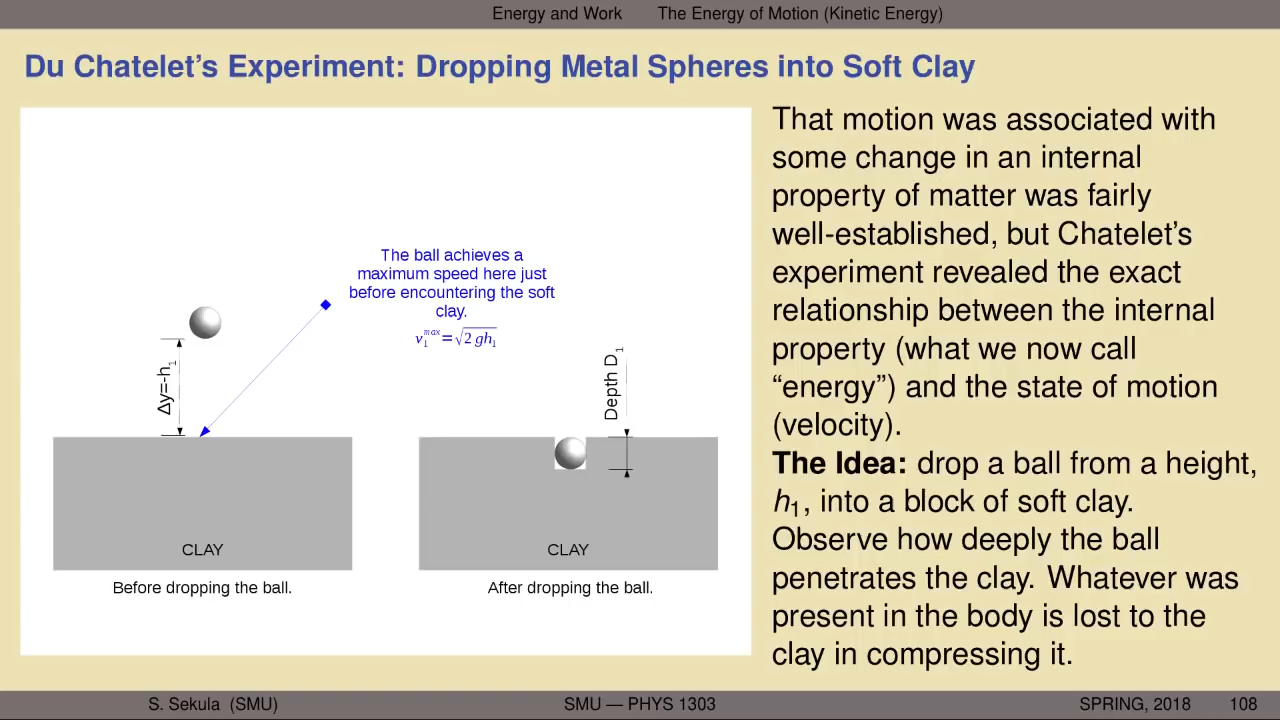 Energy and Work    The Energy of Motion (Kinetic Energy)
Du Chatelet’s Experiment: Dropping Metal Spheres into Soft Clay
The ball achieves a
maximum speed here just
before encountering the soft
clay.
v₁ᵐᵃˣ=√2 gh₁
Δy=-h₁
Depth D₁
CLAY
CLAY
Before dropping the ball.
After dropping the ball.
That motion was associated with
some change in an internal
property of matter was fairly
well-established, but Chatelet’s
experiment revealed the exact
relationship between the internal
property (what we now call
“energy”) and the state of motion
(velocity).
The Idea: drop a ball from a height,
h₁, into a block of soft clay.
Observe how deeply the ball
penetrates the clay. Whatever was
present in the body is lost to the
clay in compressing it.
S. Sekula (SMU)    SMU — PHYS 1303    SPRING, 2018    108